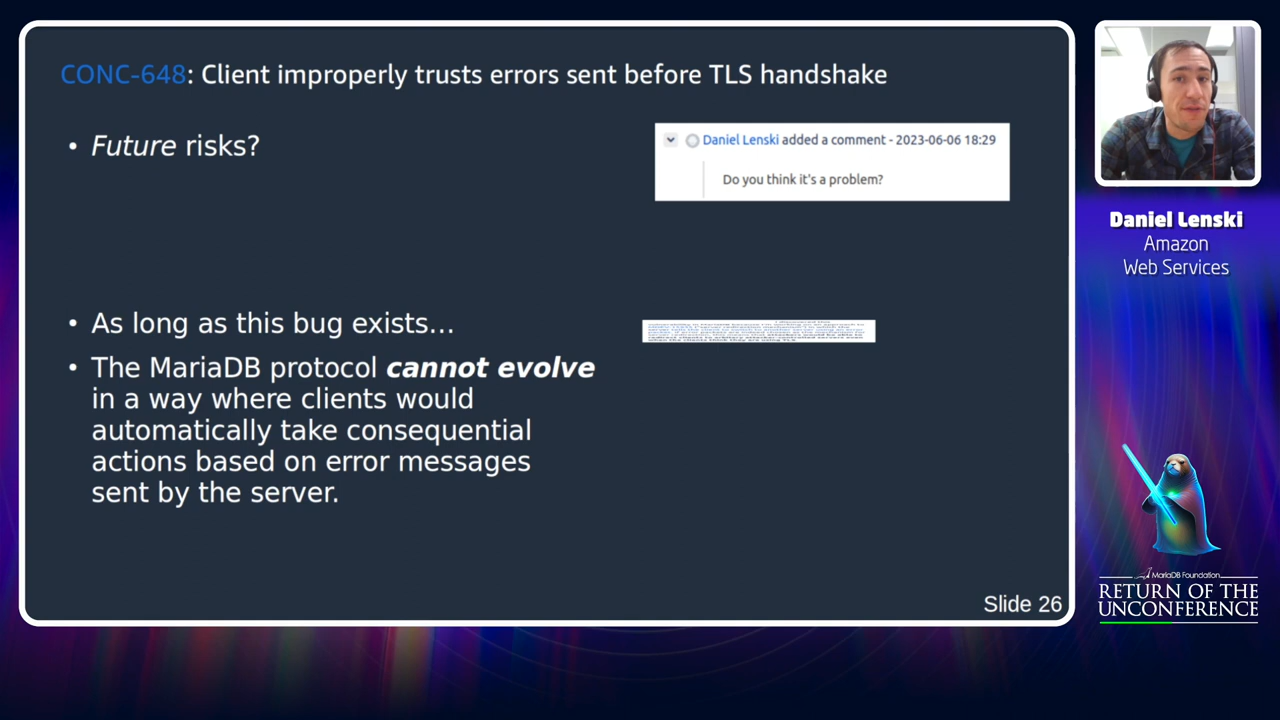 CONC-648: Client improperly trusts errors sent before TLS handshake
• Future risks?
Daniel Lenski added a comment - 2023-06-06 18:29
Do you think it's a problem?
• As long as this bug exists...
• The MariaDB protocol cannot evolve
in a way where clients would
automatically take consequential
actions based on error messages
sent by the server.
Slide 26
Daniel Lenski
Amazon
Web Services
MariaDB Foundation
RETURN OF THE
UNCONFERENCE